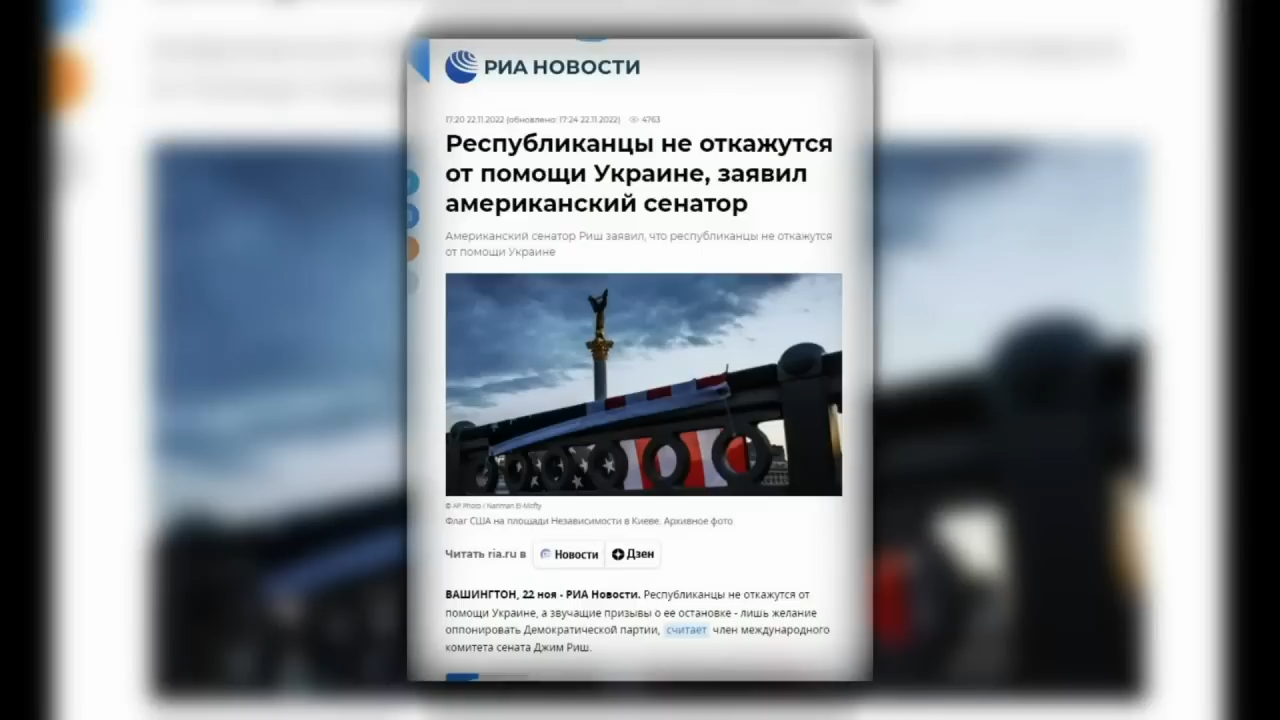 РИА НОВОСТИ
17:20 22.11.2022 (обновлено: 17:24 22.11.2022) 4763
Республиканцы не откажутся
от помощи Украине, заявил
американский сенатор
Американский сенатор Риш заявил, что республиканцы не откажутся
от помощи Украине
© AP Photo / Nariman El-Mofty
Флаг США на площади Независимости в Киеве. Архивное фото
Читать ria.ru в Новости Дзен
ВАШИНГТОН, 22 ноя - РИА Новости. Республиканцы не откажутся от
помощи Украине, а звучащие призывы о ее остановке - лишь желание
оппонировать Демократической партии, считает член международного
комитета сената Джим Риш.